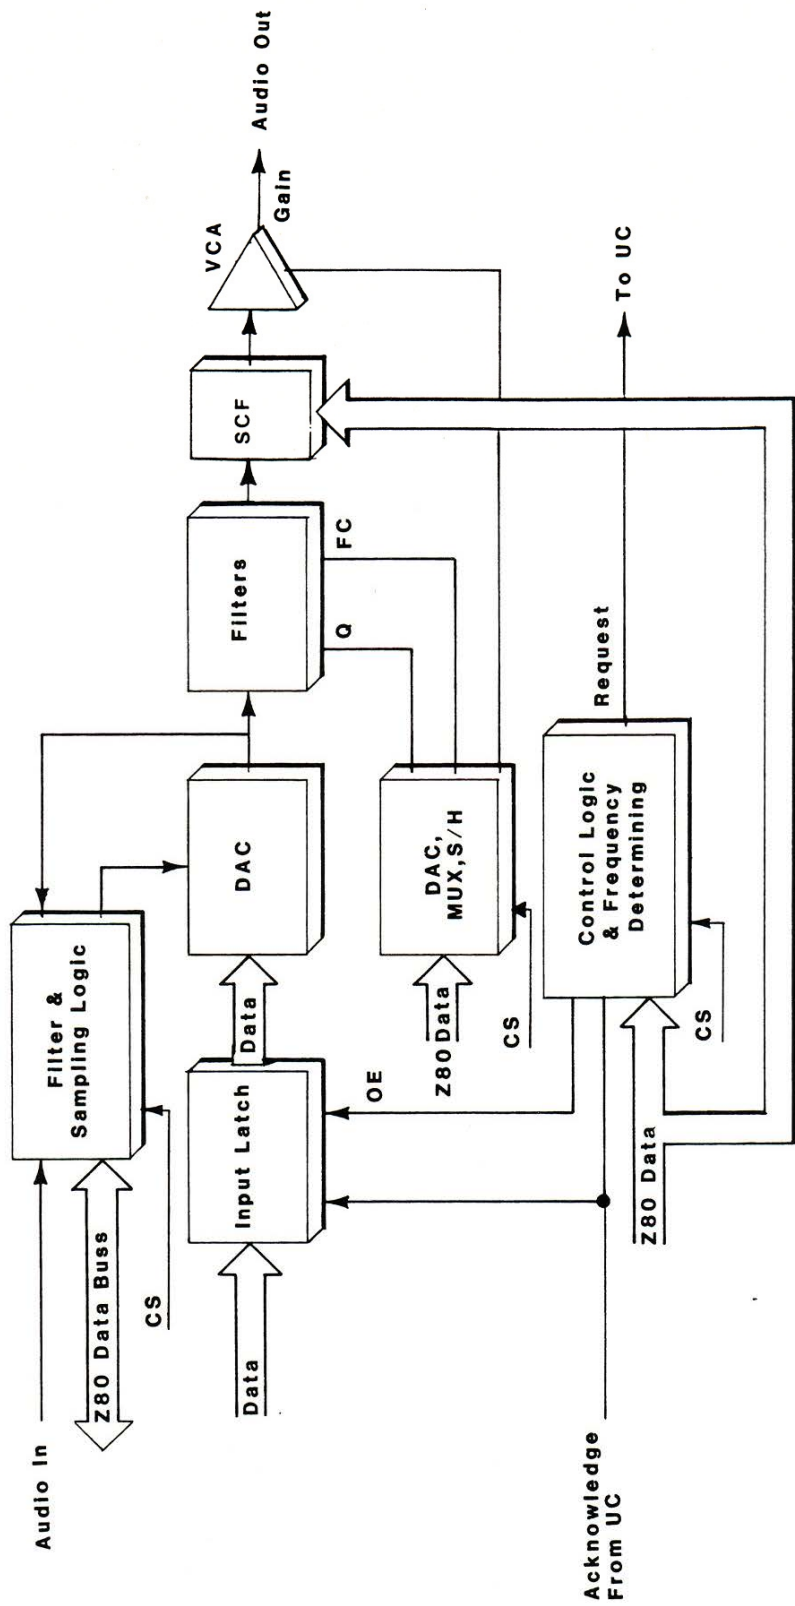 Audio In
Z80 Data Buss
CS
Filter &
Sampling Logic
Data
Input Latch
Data
DAC
Filters
Q
FC
SCF
VCA
Gain
Audio Out
OE
Z80 Data
CS
DAC,
MUX, S/H
Acknowledge
From UC
Z80 Data
CS
Control Logic
& Frequency
Determining
Request
To UC